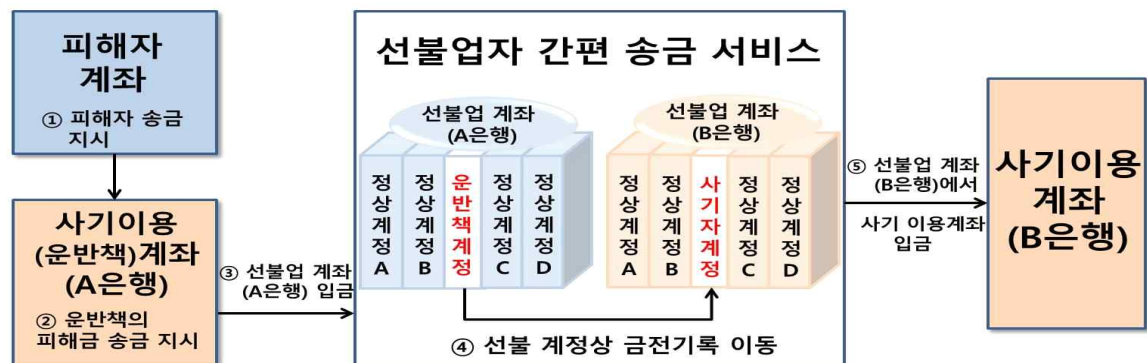 피해자
계좌
① 피해자 송금
지시
사기이용
(운반책)계좌
(A은행)
② 운반책의
피해금 송금 지시
③ 선불업 계좌
(A은행) 입금
선불업자 간편 송금 서비스
선불업 계좌
(A은행)
정상계정A
정상계정B
운반책계정
정상계정C
정상계정D
선불업 계좌
(B은행)
정상계정A
정상계정B
사기자계정
정상계정C
정상계정D
④ 선불 계정상 금전기록 이동
⑤ 선불업 계좌
(B은행)에서
사기 이용계좌
입금
사기이용
계좌
(B은행)